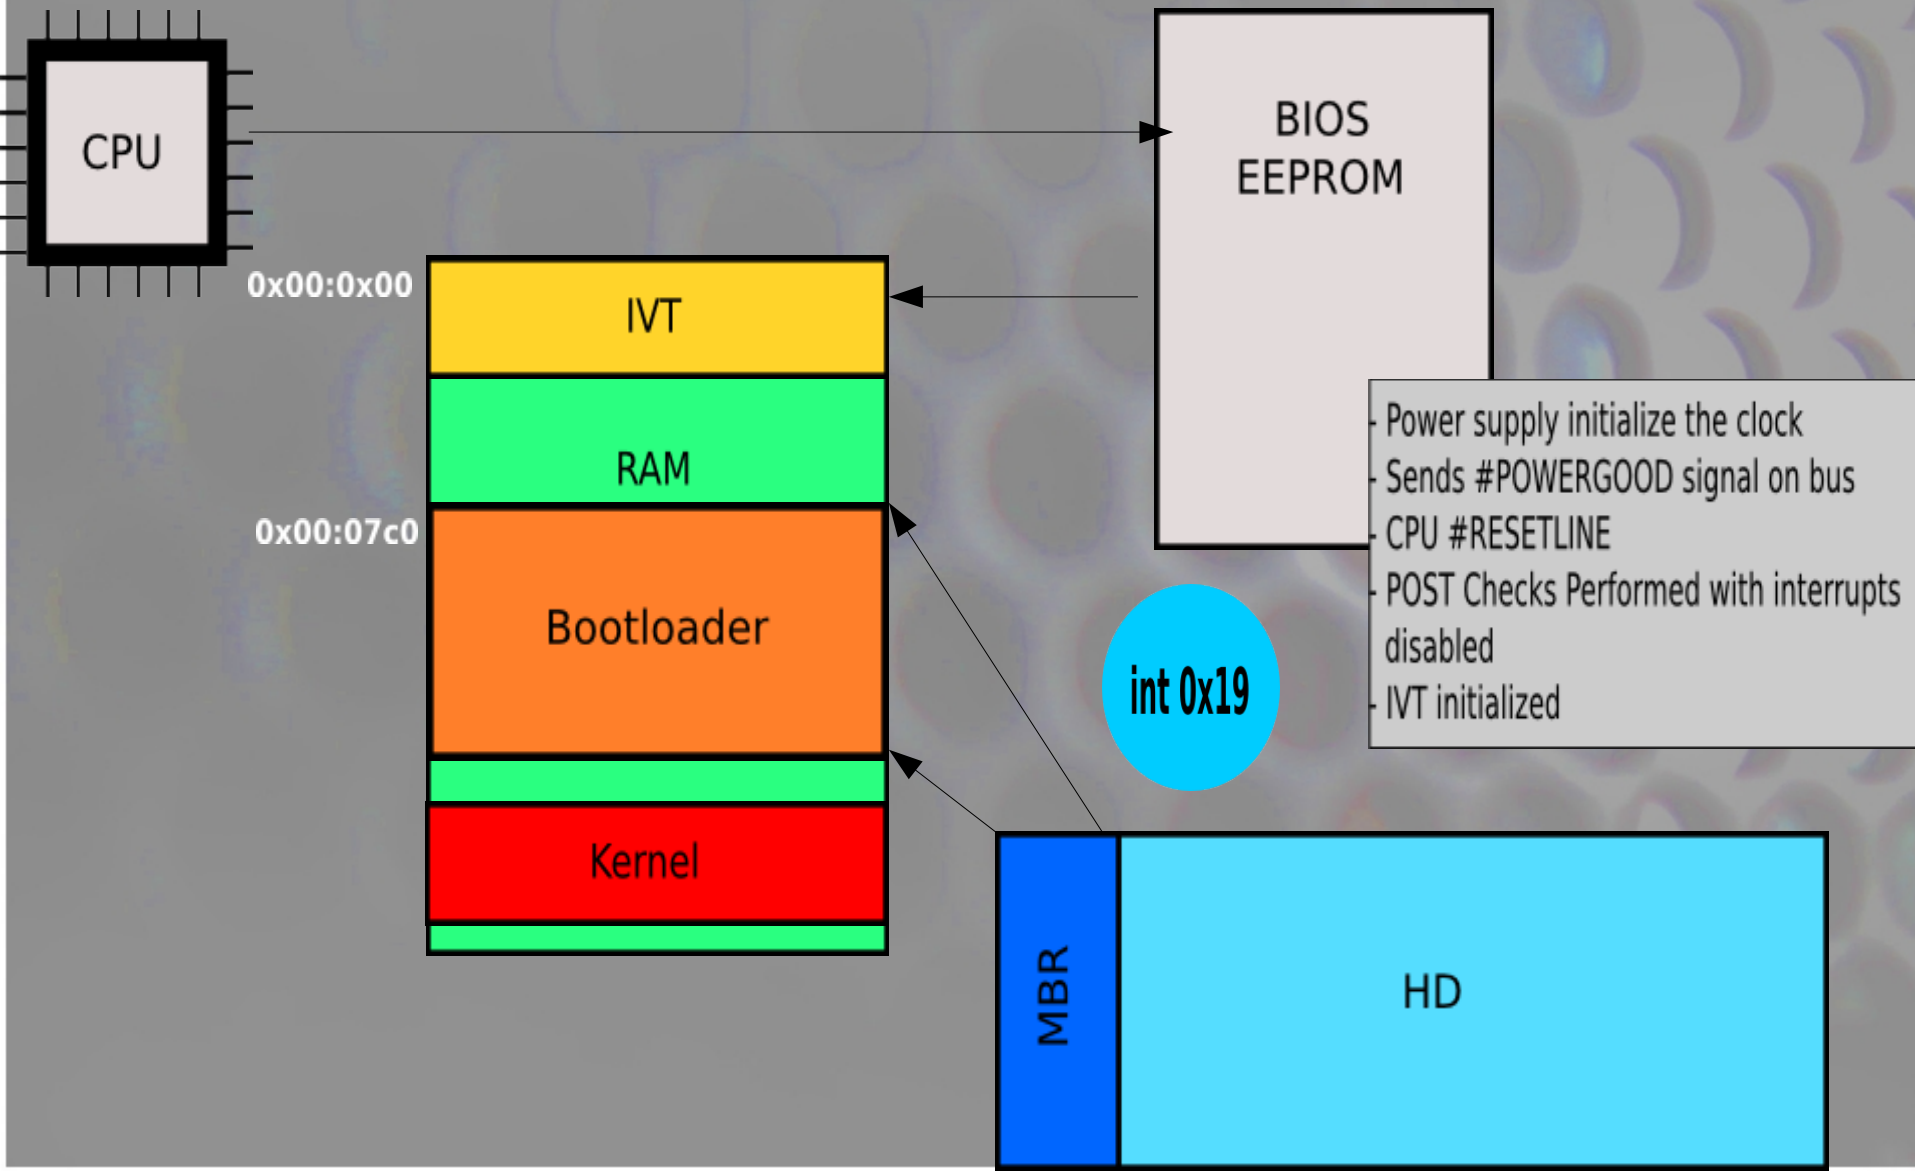 CPU
BIOS
EEPROM
0x00:0x00
IVT
RAM
0x00:07c0
Bootloader
Kernel
- Power supply initialize the clock
- Sends #POWERGOOD signal on bus
- CPU #RESETLINE
- POST Checks Performed with interrupts
disabled
- IVT initialized
int 0x19
MBR
HD